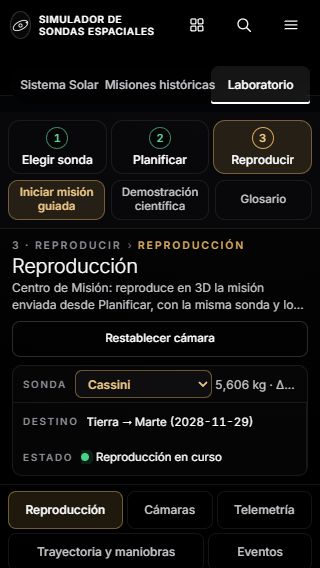 SIMULADOR DE
SONDAS ESPACIALES
Sistema Solar Misiones históricas Laboratorio
1 2 3
Elegir sonda Planificar Reproducir
Iniciar misión guiada Demostración científica Glosario
3 · REPRODUCIR › REPRODUCCIÓN
Reproducción
Centro de Misión: reproduce en 3D la misión
enviada desde Planificar, con la misma sonda y lo...
Restablecer cámara
SONDA Cassini 5,606 kg · Δ...
DESTINO Tierra → Marte (2028-11-29)
ESTADO Reproducción en curso
Reproducción Cámaras Telemetría
Trayectoria y maniobras Eventos